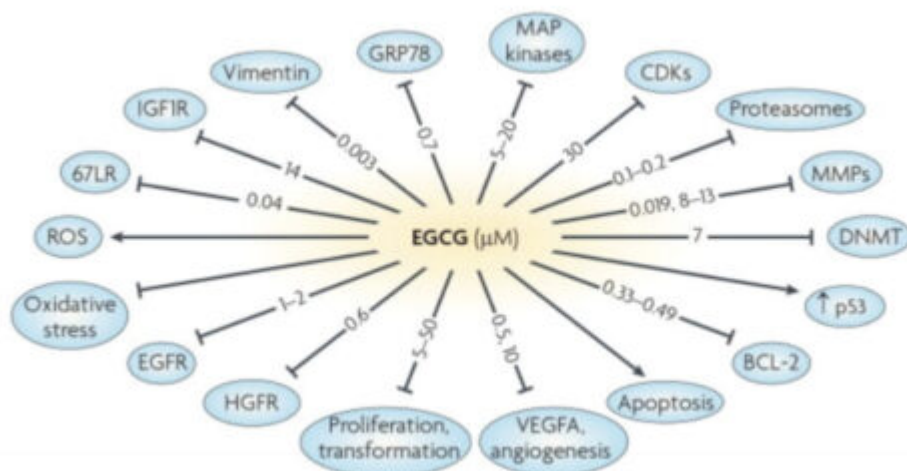 MAP
kinases
GRP78
CDKs
Vimentin
Proteasomes
IGF1R
0.7
5–20
30
0.003
0.1–0.2
14
67LR
MMPs
0.04
0.019, 8–13
ROS
EGCG (μM)
7
DNMT
Oxidative
stress
1–2
0.33–0.49
↑ p53
EGFR
0.6
5–50
0.5, 10
BCL-2
HGFR
Apoptosis
Proliferation,
transformation
VEGFA,
angiogenesis